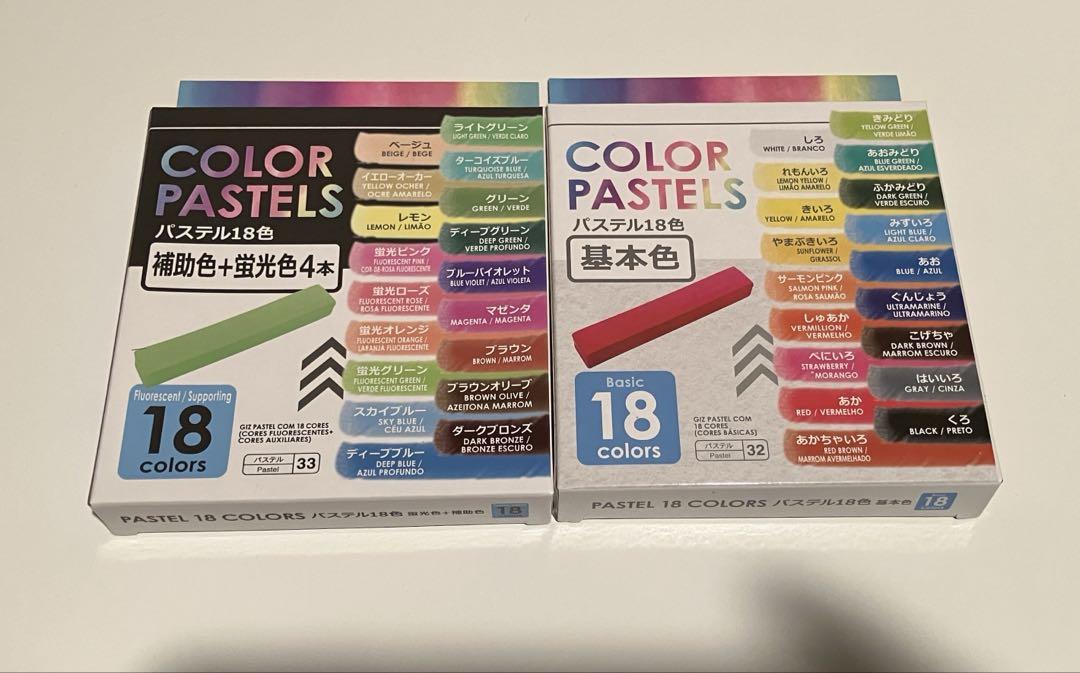 COLOR
PASTELS
パステル18色
補助色+蛍光色4本
Fluorescent / Supporting
18
colors
GIZ PASTEL COM 18 CORES
(CORES FLUORESCENTES+
CORES AUXILIARES)
パステル
Pastel
33
ベージュ
BEIGE / BEGE
イエローオーカー
YELLOW OCHER /
OCRE AMARELO
レモン
LEMON / LIMÃO
蛍光ピンク
FLUORESCENT PINK /
COR-DE-ROSA FLUORESCENTE
蛍光ローズ
FLUORESCENT ROSE /
ROSA FLUORESCENTE
蛍光オレンジ
FLUORESCENT ORANGE /
LARANJA FLUORESCENTE
蛍光グリーン
FLUORESCENT GREEN /
VERDE FLUORESCENTE
スカイブルー
SKY BLUE /
CÉU AZUL
ディープブルー
DEEP BLUE /
AZUL PROFUNDO
ライトグリーン
LIGHT GREEN / VERDE CLARO
ターコイズブルー
TURQUOISE BLUE /
AZUL TURQUESA
グリーン
GREEN / VERDE
ディープグリーン
DEEP GREEN /
VERDE PROFUNDO
ブルーバイオレット
BLUE VIOLET / AZUL VIOLETA
マゼンタ
MAGENTA / MAGENTA
ブラウン
BROWN / MARROM
ブラウンオリーブ
BROWN OLIVE /
AZEITONA MARROM
ダークブロンズ
DARK BRONZE /
BRONZE ESCURO
PASTEL 18 COLORS パステル18色 蛍光色+補助色
18
COLOR
PASTELS
パステル18色
基本色
Basic
18
colors
GIZ PASTEL COM
18 CORES
(CORES BÁSICAS)
パステル
Pastel
32
しろ
WHITE / BRANCO
れもんいろ
LEMON YELLOW /
LIMÃO AMARELO
きいろ
YELLOW / AMARELO
やまぶきいろ
SUNFLOWER /
GIRASSOL
サーモンピンク
SALMON PINK /
ROSA SALMÃO
しゅあか
VERMILLION /
VERMELHO
べにいろ
STRAWBERRY /
MORANGO
あか
RED / VERMELHO
あかちゃいろ
RED BROWN /
MARROM AVERMELHADO
きみどり
YELLOW GREEN /
VERDE LIMÃO
あおみどり
BLUE GREEN /
AZUL ESVERDEADO
ふかみどり
DARK GREEN /
VERDE ESCURO
みずいろ
LIGHT BLUE /
AZUL CLARO
あお
BLUE / AZUL
ぐんじょう
ULTRAMARINE /
ULTRAMARINO
こげちゃ
DARK BROWN /
MARROM ESCURO
はいいろ
GRAY / CINZA
くろ
BLACK / PRETO
PASTEL 18 COLORS パステル18色 基本色
18